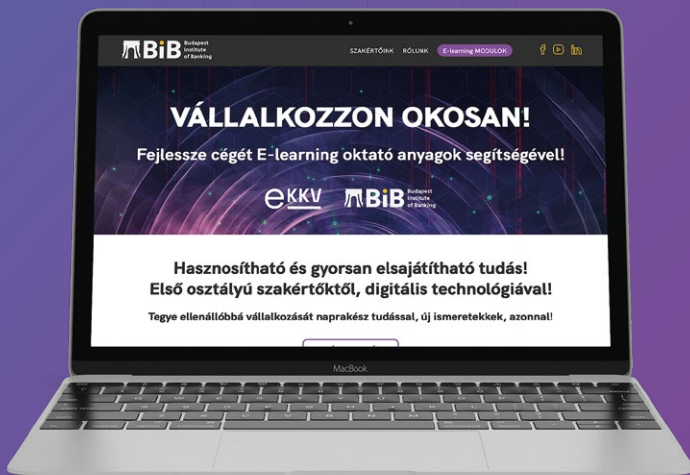 BiB Budapest
Institute
of Banking
SZAKÉRTŐINK RÓLUNK E-learning MODULOK
VÁLLALKOZZON OKOSAN!
Fejlessze cégét E-learning oktató anyagok segítségével!
eKKV BiB Budapest
Institute
of Banking
Hasznosítható és gyorsan elsajátítható tudás!
Első osztályú szakértőktől, digitális technológiával!
Tegye ellenállóbbá vállalkozását naprakész tudással, új ismeretekkek, azonnal!
MacBook